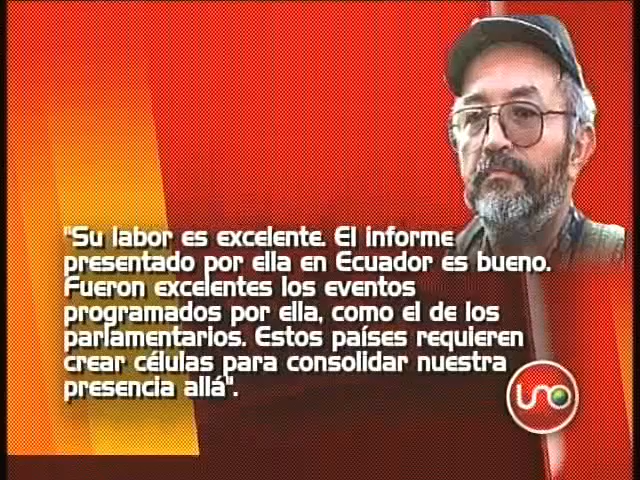 "Su labor es excelente. El informe
presentado por ella en Ecuador es bueno.
Fueron excelentes los eventos
programados por ella, como el de los
parlamentarios. Estos países requieren
crear células para consolidar nuestra
presencia allá".
uno